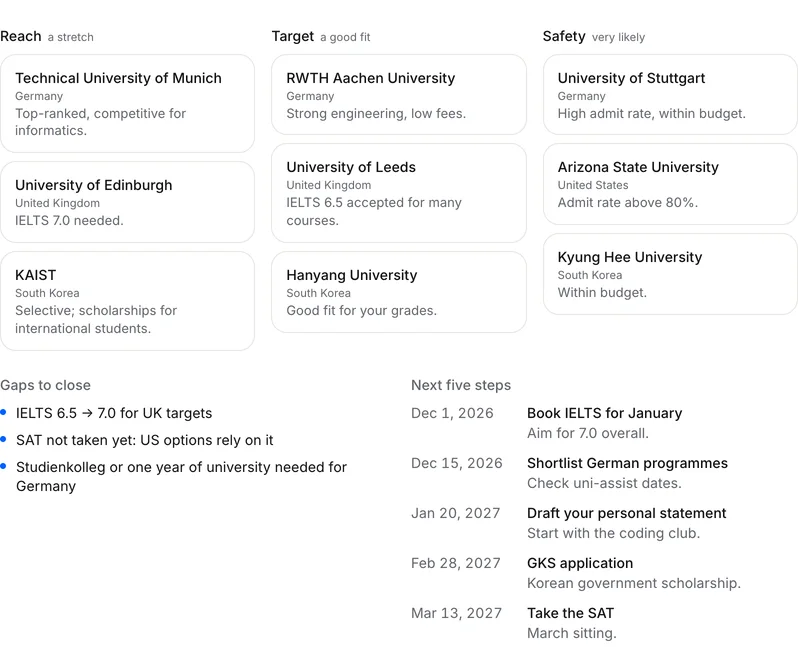 Reach a stretch
Technical University of Munich
Germany
Top-ranked, competitive for
informatics.
University of Edinburgh
United Kingdom
IELTS 7.0 needed.
KAIST
South Korea
Selective; scholarships for
international students.
Target a good fit
RWTH Aachen University
Germany
Strong engineering, low fees.
University of Leeds
United Kingdom
IELTS 6.5 accepted for many
courses.
Hanyang University
South Korea
Good fit for your grades.
Safety very likely
University of Stuttgart
Germany
High admit rate, within budget.
Arizona State University
United States
Admit rate above 80%.
Kyung Hee University
South Korea
Within budget.
Gaps to close
IELTS 6.5 → 7.0 for UK targets
SAT not taken yet: US options rely on it
Studienkolleg or one year of university needed for
Germany
Next five steps
Dec 1, 2026 Book IELTS for January
Aim for 7.0 overall.
Dec 15, 2026 Shortlist German programmes
Check uni-assist dates.
Jan 20, 2027 Draft your personal statement
Start with the coding club.
Feb 28, 2027 GKS application
Korean government scholarship.
Mar 13, 2027 Take the SAT
March sitting.